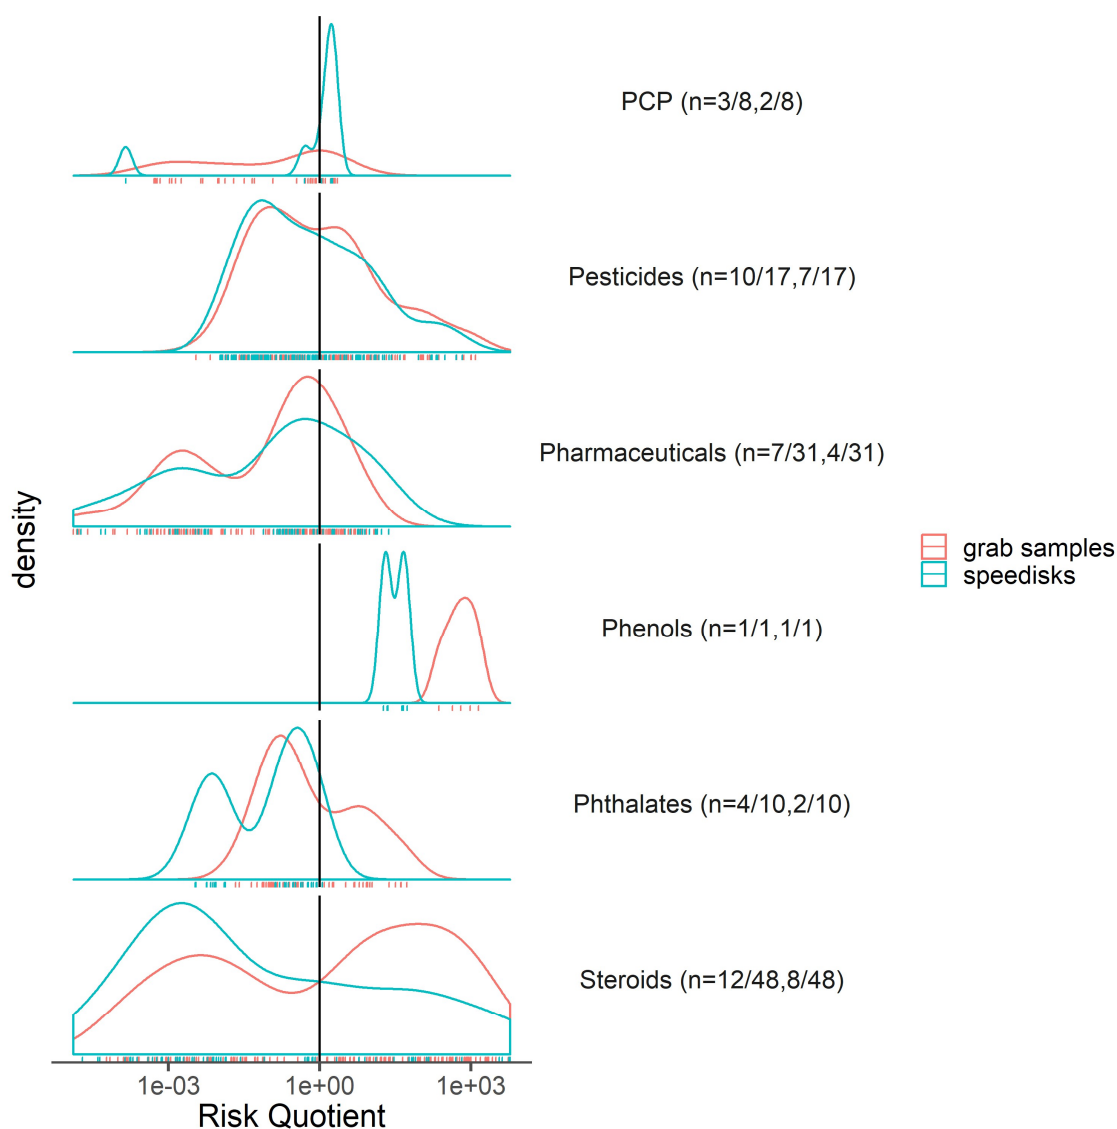 PCP (n=3/8,2/8)
Pesticides (n=10/17,7/17)
Pharmaceuticals (n=7/31,4/31)
density
grab samples
speedisks
Phenols (n=1/1,1/1)
Phthalates (n=4/10,2/10)
Steroids (n=12/48,8/48)
1e-03 1e+00 1e+03
Risk Quotient